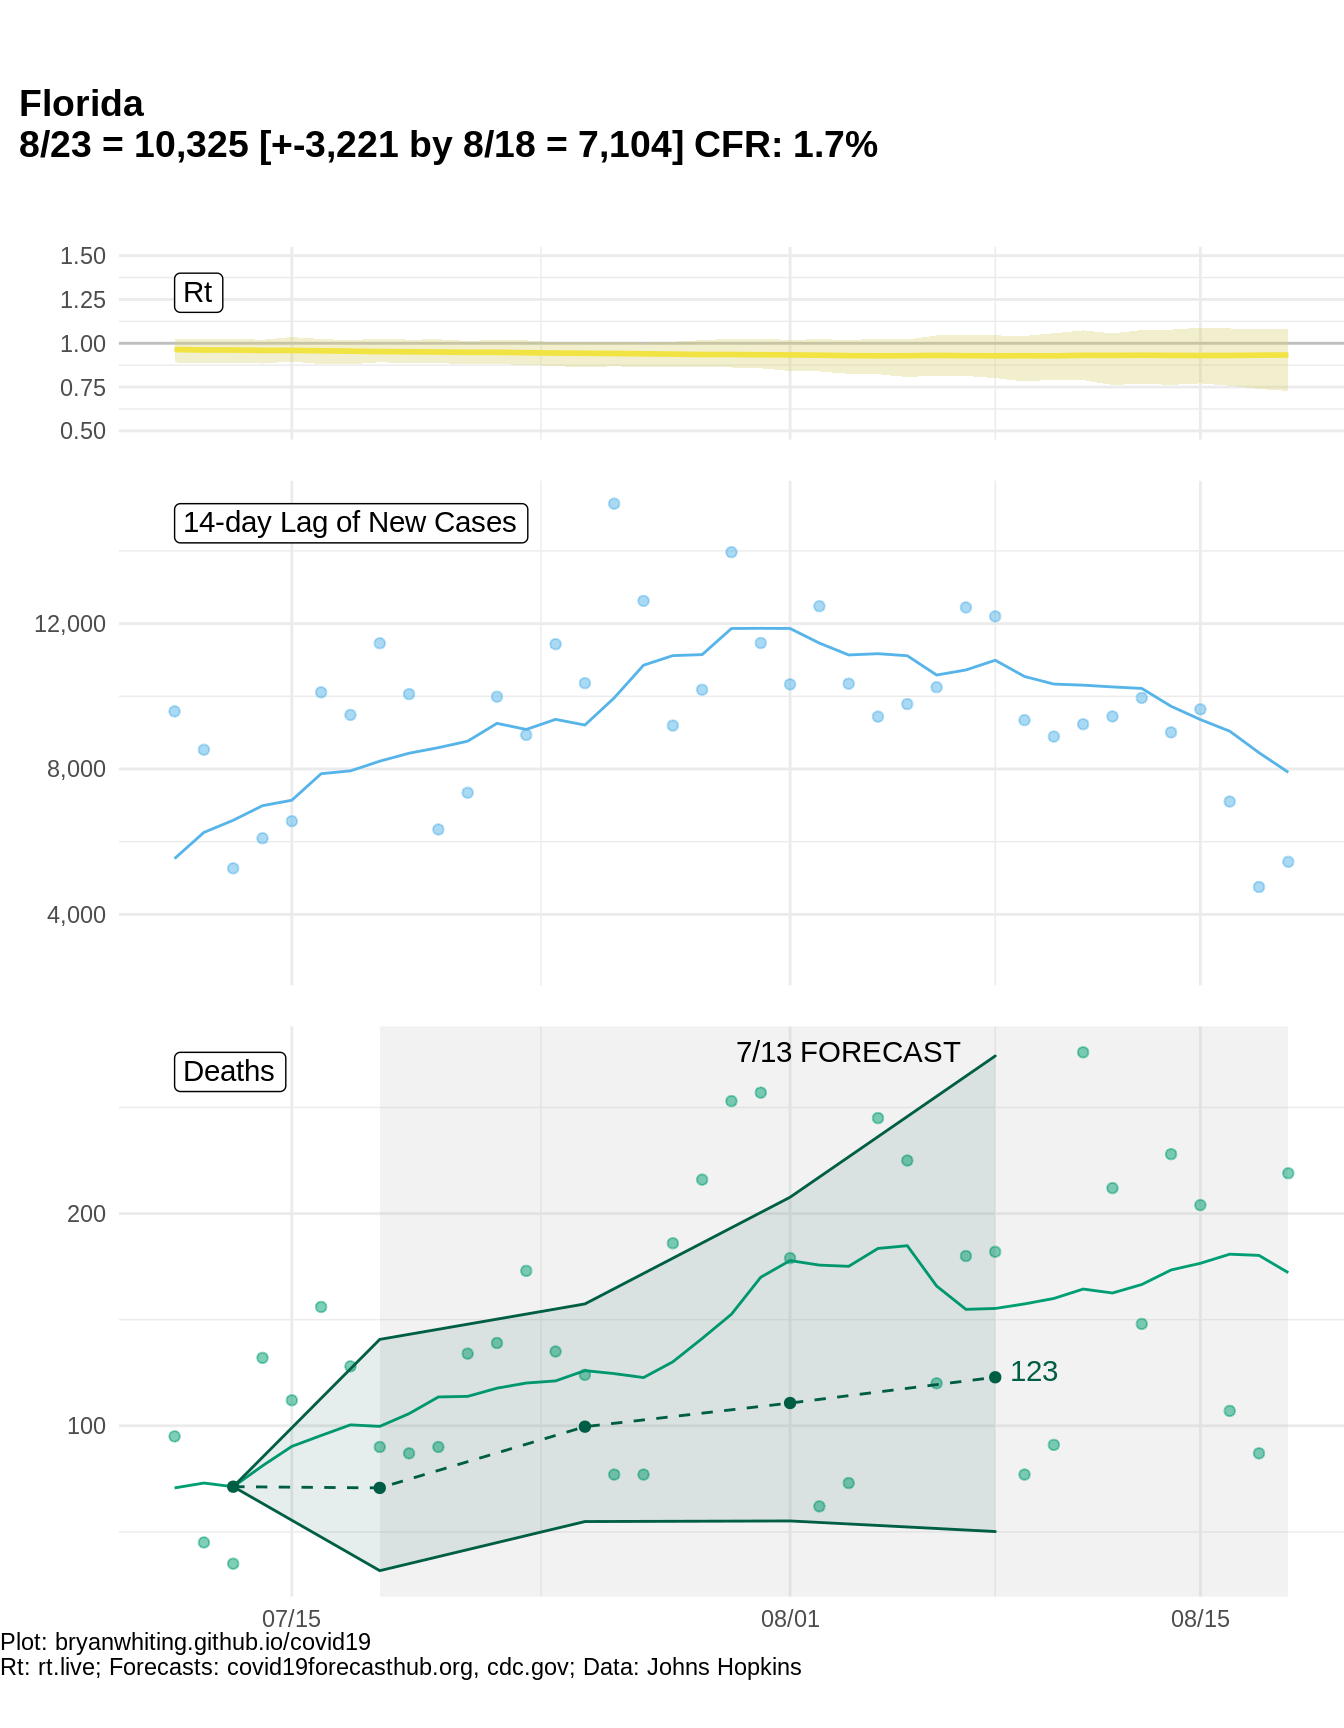 Florida
8/23 = 10,325 [+-3,221 by 8/18 = 7,104] CFR: 1.7%
1.50
Rt
1.25
1.00
0.75
0.50
14-day Lag of New Cases
12,000
8,000
4,000
7/13 FORECAST
Deaths
200
123
100
07/15
08/01
08/15
Plot: bryanwhiting.github.io/covid19
Rt: rt.live; Forecasts: covid19forecasthub.org, cdc.gov; Data: Johns Hopkins